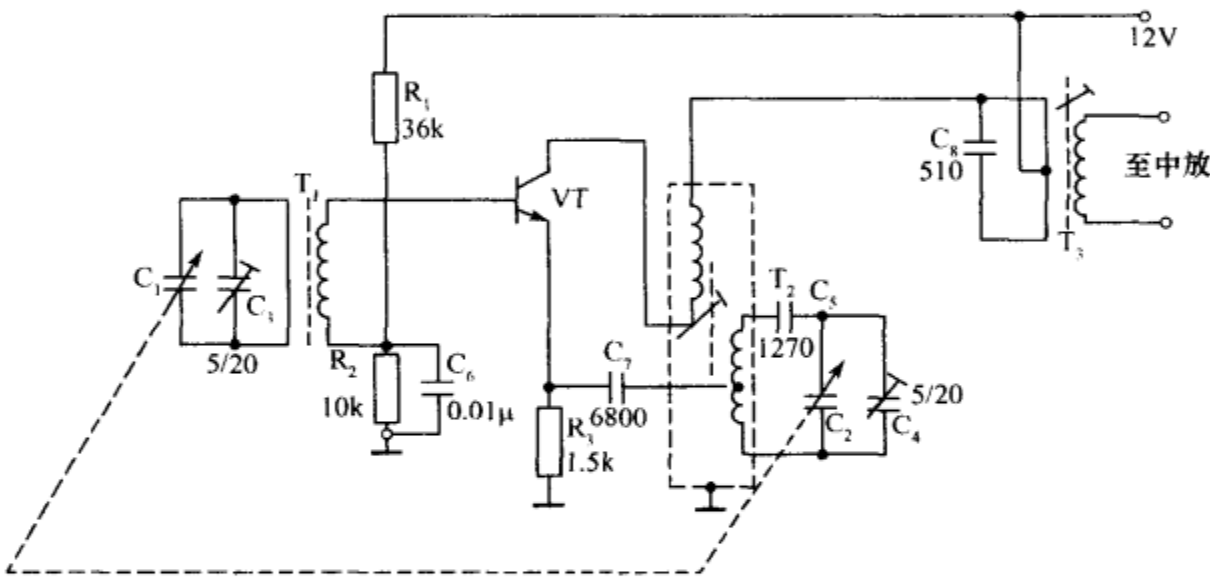 12V
R₁
36k
C₈
510
至中放
T₃
T₁
VT
C₁
C₃
5/20
R₂
10k
C₆
0.01μ
C₇
6800
R₃
1.5k
T₂
C₅
1270
5/20
C₂
C₄